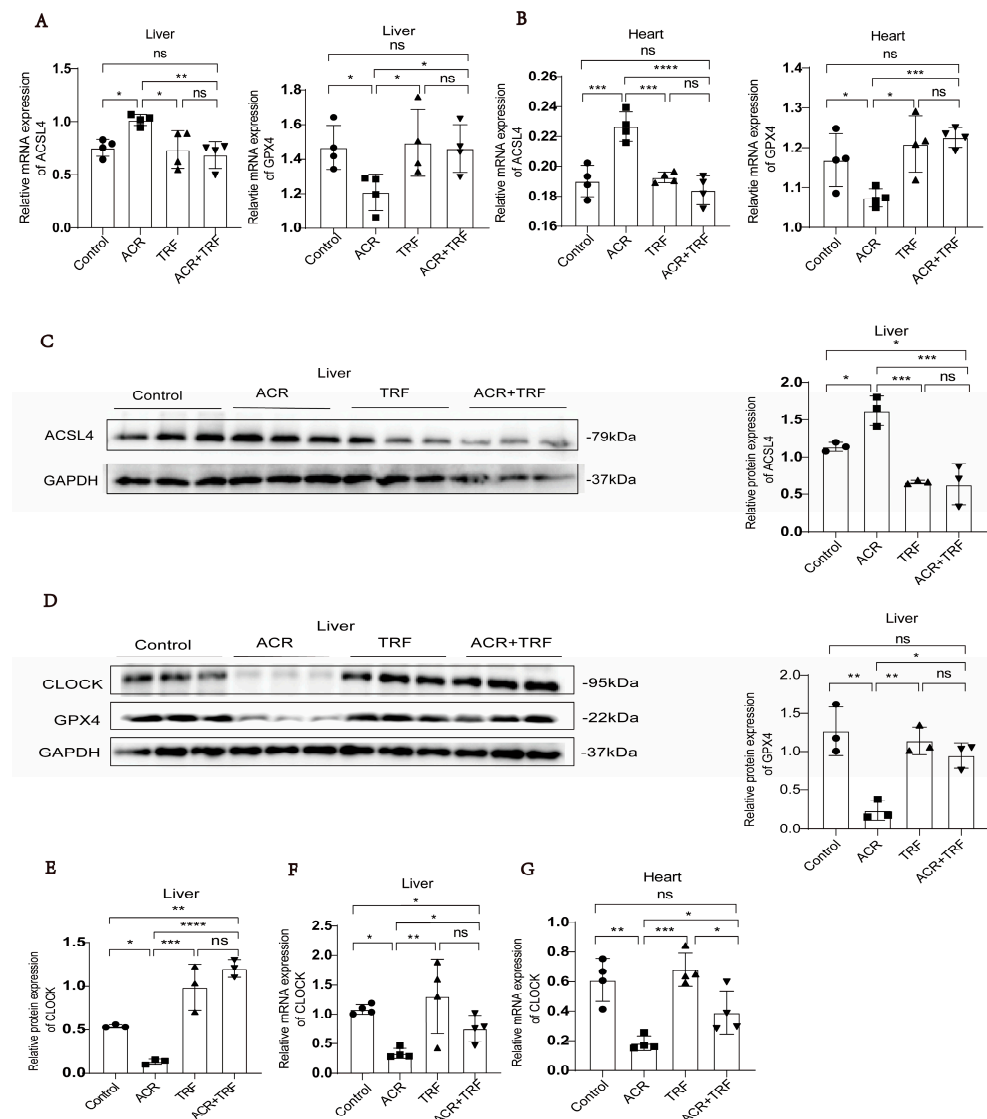 A
Liver
ns
**
* * ns
Relative mRNA expression
of ACSL4
1.5
1.0
0.5
0.0
Control
ACR
TRF
ACR+TRF
Liver
ns
*
* * ns
Relavtie mRNA expression
of GPX4
1.8
1.6
1.4
1.2
1.0
Control
ACR
TRF
ACR+TRF
B
Heart
ns
****
*** *** ns
Relative mRNA expression
of ACSL4
0.26
0.24
0.22
0.20
0.18
0.16
Control
ACR
TRF
ACR+TRF
Heart
ns
***
* * ns
Relavtie mRNA expression
of GPX4
1.4
1.3
1.2
1.1
1.0
Control
ACR
TRF
ACR+TRF
C
Liver
Control ACR TRF ACR+TRF
ACSL4 -79kDa
GAPDH -37kDa
Liver
*
***
* *** ns
Relative protein expression
of ACSL4
2.0
1.5
1.0
0.5
0.0
Control
ACR
TRF
ACR+TRF
D
Liver
Control ACR TRF ACR+TRF
CLOCK -95kDa
GPX4 -22kDa
GAPDH -37kDa
Liver
ns
*
** ** ns
Relative protein expression
of GPX4
2.0
1.5
1.0
0.5
0.0
Control
ACR
TRF
ACR+TRF
E
Liver
**
****
* *** ns
Relative protein expression
of CLOCK
1.5
1.0
0.5
0.0
Control
ACR
TRF
ACR+TRF
F
Liver
*
*
* ** ns
Relative mRNA expression
of CLOCK
2.5
2.0
1.5
1.0
0.5
0.0
Control
ACR
TRF
ACR+TRF
G
Heart
ns
*
** *** *
Relative mRNA expression
of CLOCK
1.0
0.8
0.6
0.4
0.2
0.0
Control
ACR
TRF
ACR+TRF